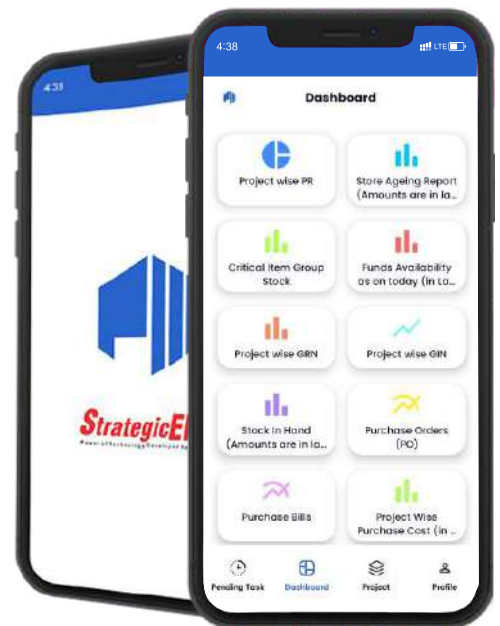 4:38
StrategicE
4:38
LTE
Dashboard
Project wise PR
Store Ageing Report
(Amounts are in la...
Critical Item Group
Stock
Funds Availability
as on today (in La...
Project wise GRN
Project wise GIN
Stock In Hand
(Amounts are in la...
Purchase Orders
(PO)
Purchase Bills
Project Wise
Purchase Cost (in ...
Pending Task
Dashboard
Project
Profile